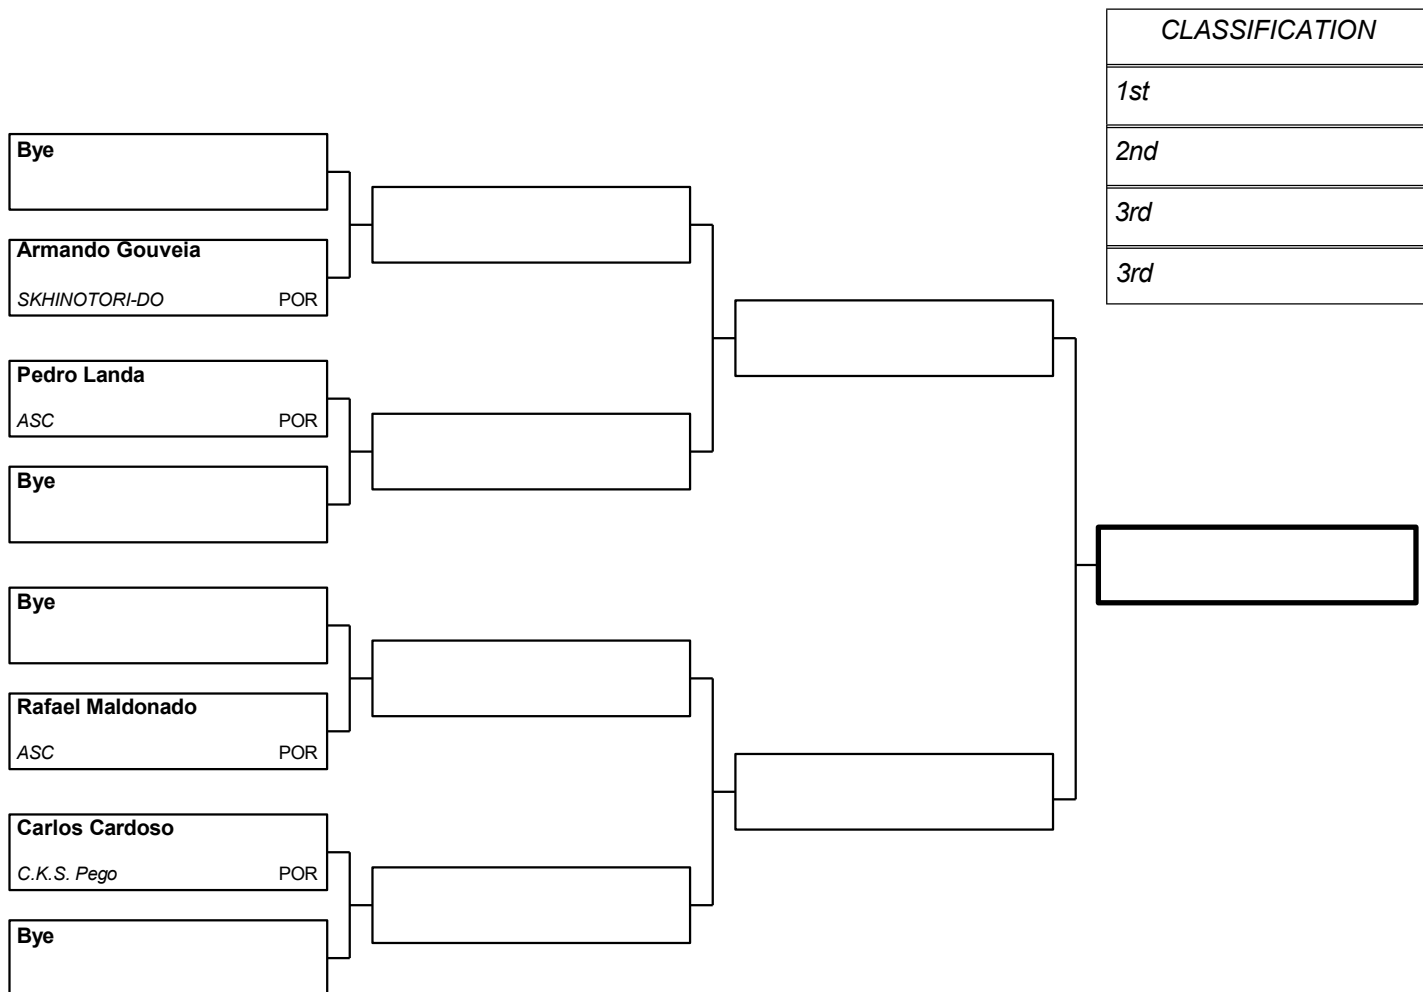 CLASSIFICATION
1st
2nd
3rd
3rd
Bye
Armando Gouveia
SKHINOTORI-DO POR
Pedro Landa
ASC POR
Bye
Bye
Rafael Maldonado
ASC POR
Carlos Cardoso
C.K.S. Pego POR
Bye